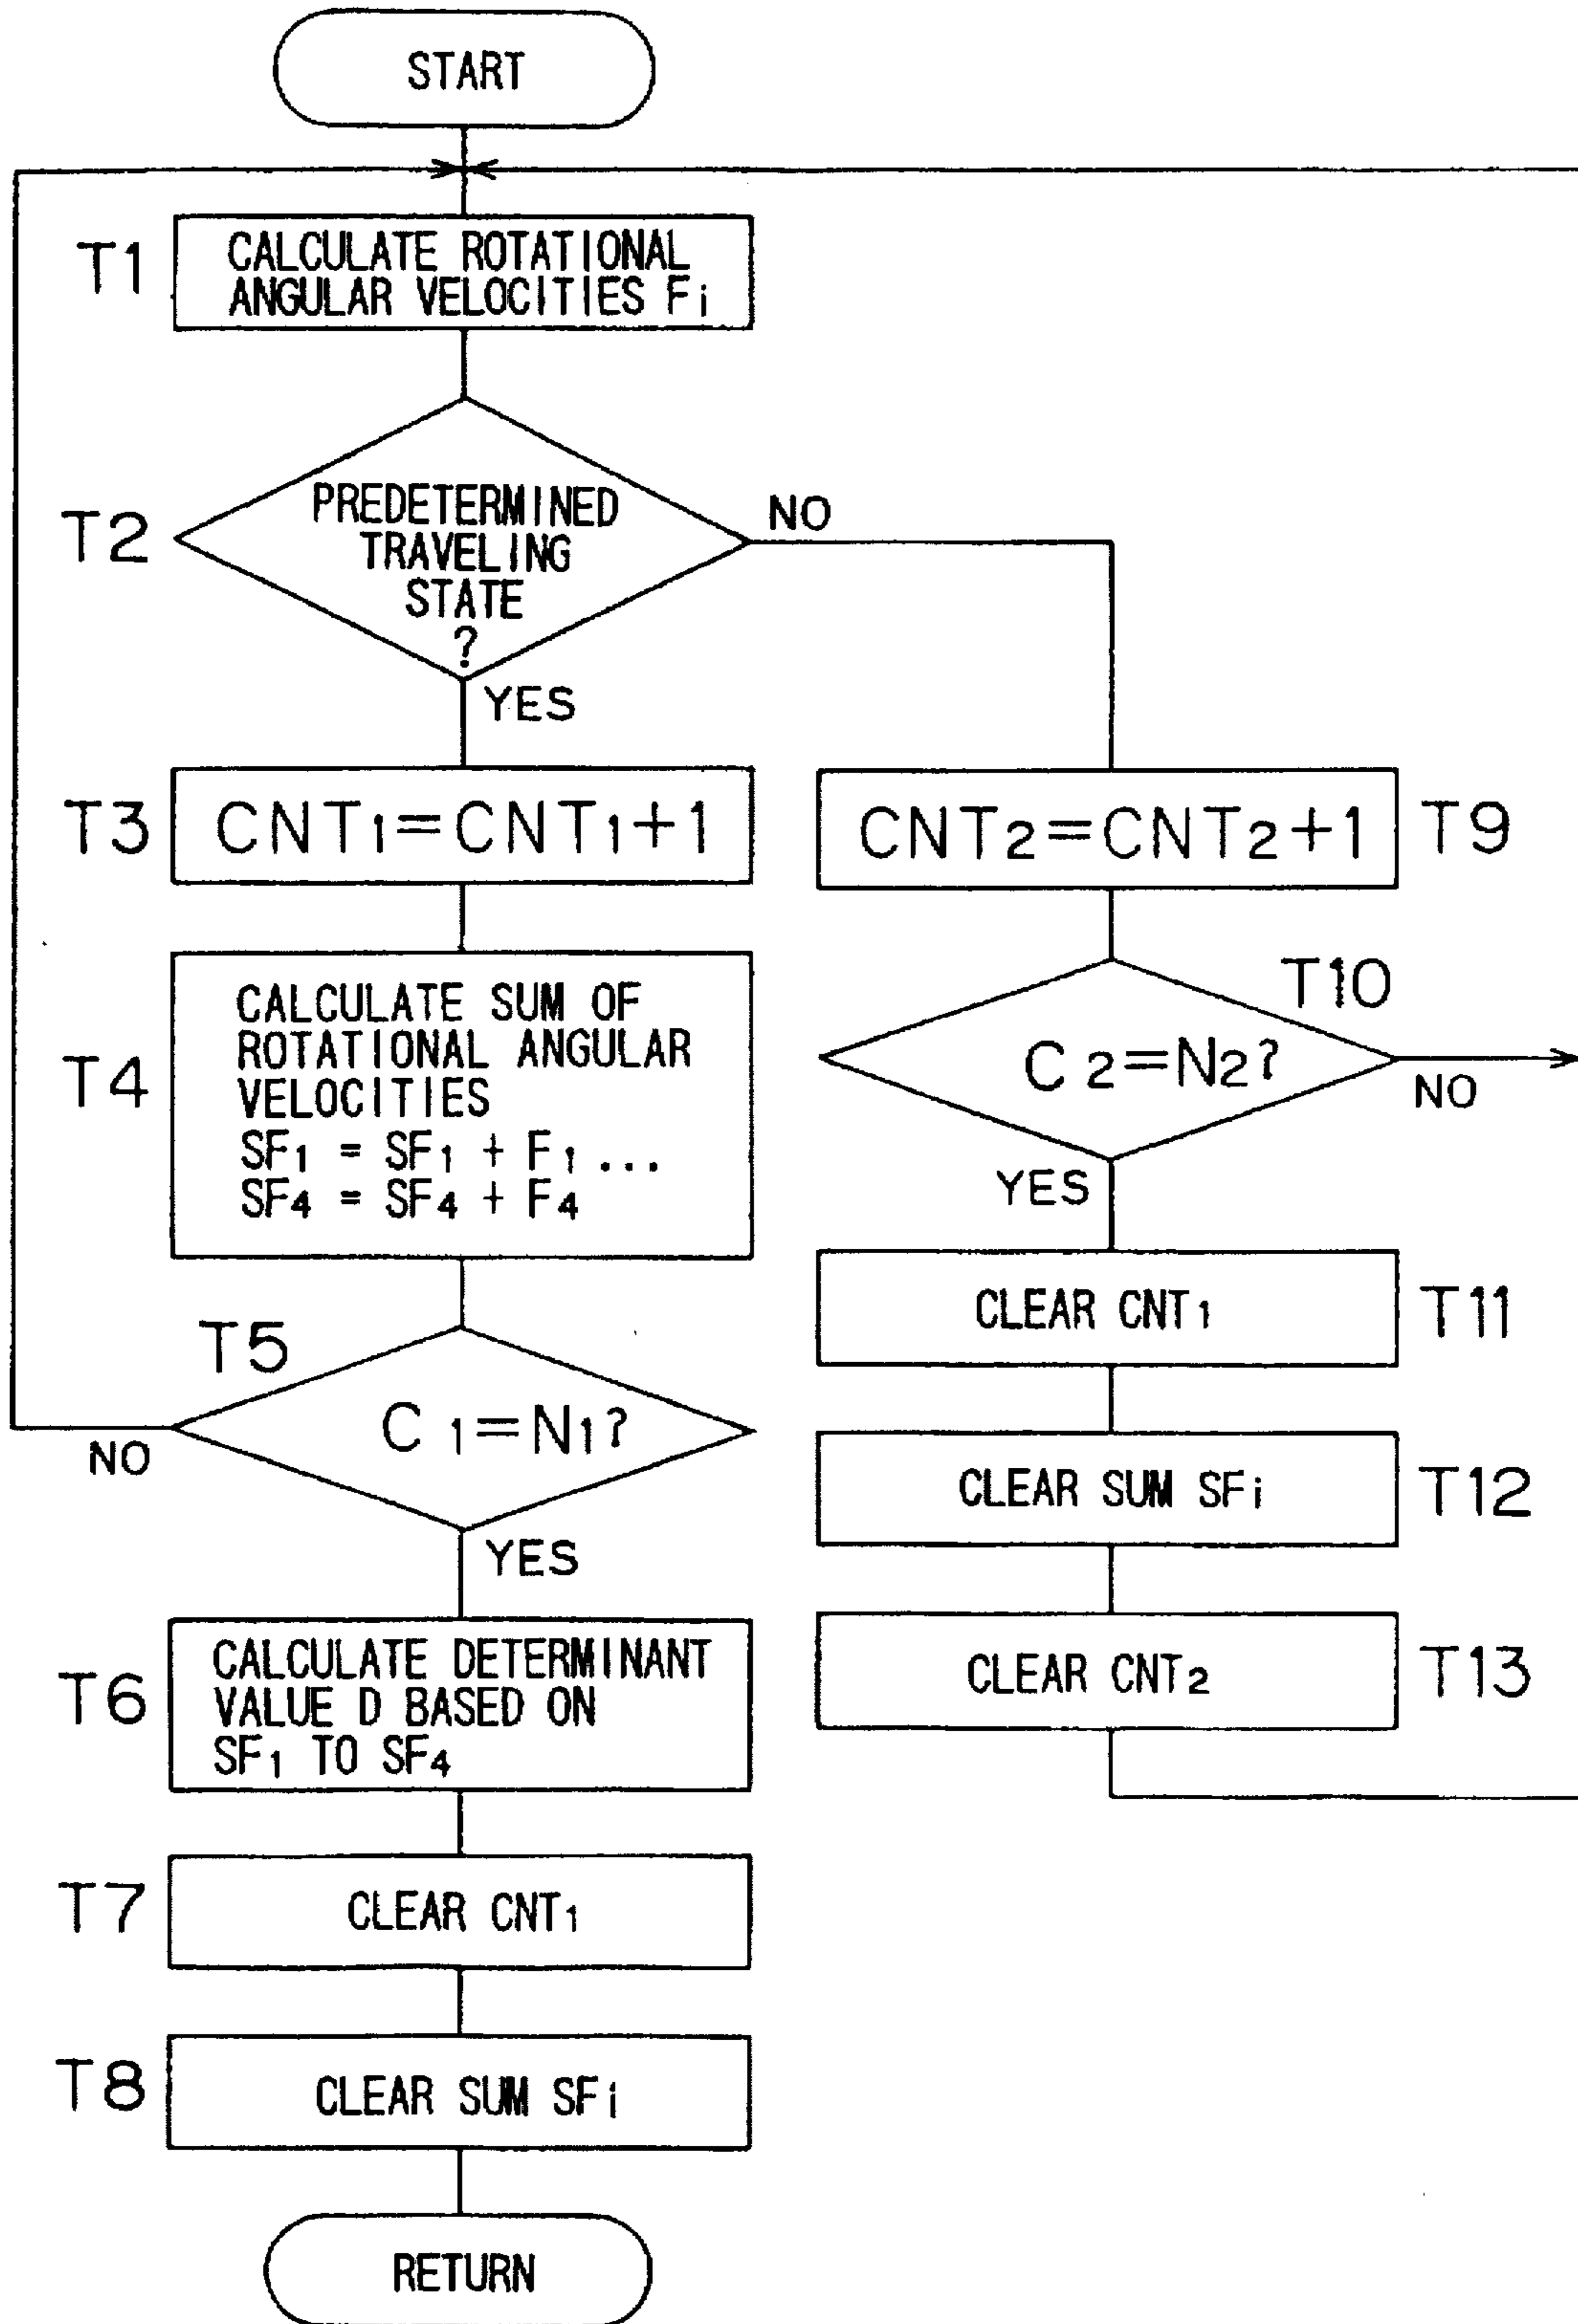 START
T1
CALCULATE ROTATIONAL
ANGULAR VELOCITIES Fi
T2
PREDETERMINED
TRAVELING
STATE
?
NO
YES
T3
CNT1=CNT1+1
T4
CALCULATE SUM OF
ROTATIONAL ANGULAR
VELOCITIES
SF1 = SF1 + F1 ...
SF4 = SF4 + F4
T5
C 1=N1?
NO
YES
T6
CALCULATE DETERMINANT
VALUE D BASED ON
SF1 TO SF4
T7
CLEAR CNT1
T8
CLEAR SUM SFi
RETURN
CNT2=CNT2+1
T9
T10
C 2=N2?
NO
YES
CLEAR CNT1
T11
CLEAR SUM SFi
T12
CLEAR CNT2
T13